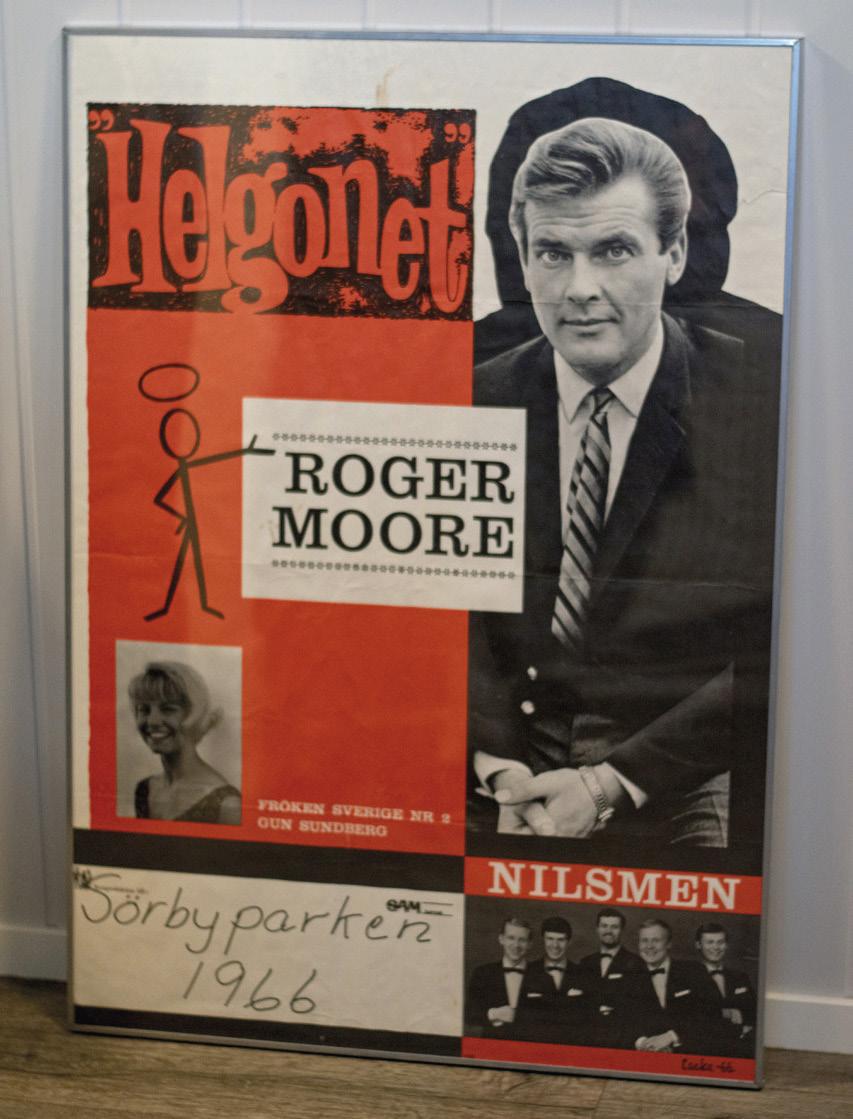 "Helgonet"
ROGER
MOORE
FRÖKEN SVERIGE NR 2
GUN SUNDBERG
NILSMEN
SAM
Sörbyparken
1966